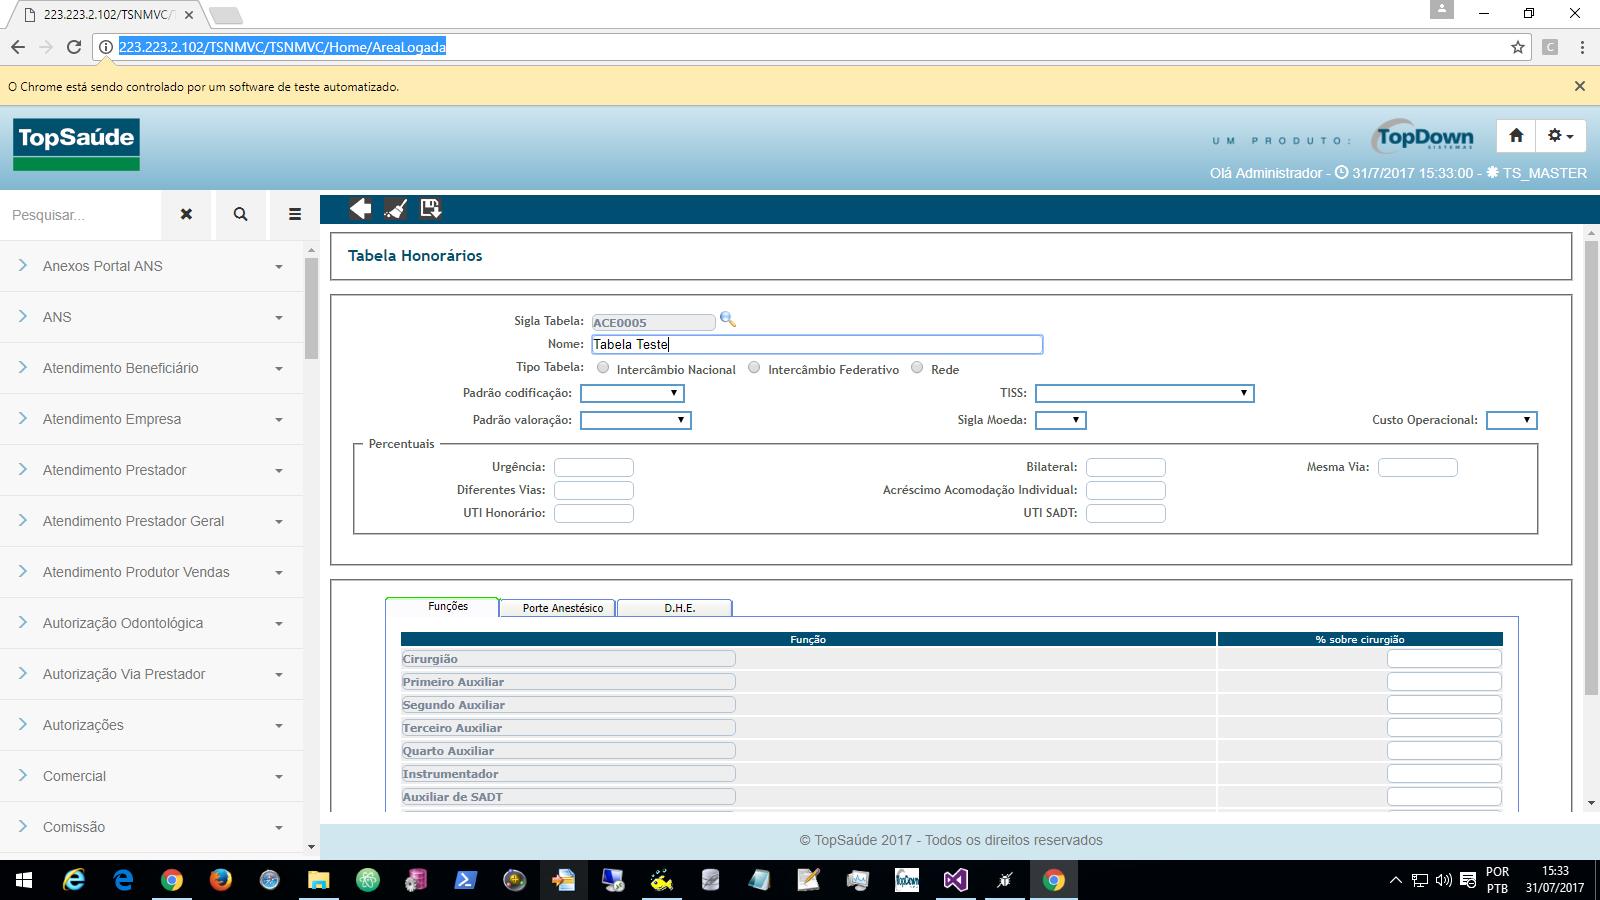 223.223.2.102/TSNMVC/T
223.223.2.102/TSNMVC/TSNMVC/Home/AreaLogada
C
O Chrome está sendo controlado por um software de teste automatizado.
TopSaúde
UM PRODUTO:
TopDown
SISTEMAS
Olá Administrador - 31/7/2017 15:33:00 - TS_MASTER
Pesquisar...
Anexos Portal ANS
ANS
Atendimento Beneficiário
Atendimento Empresa
Atendimento Prestador
Atendimento Prestador Geral
Atendimento Produtor Vendas
Autorização Odontológica
Autorização Via Prestador
Autorizações
Comercial
Comissão
Tabela Honorários
Sigla Tabela: ACE0005
Nome: Tabela Teste
Tipo Tabela: Intercâmbio Nacional Intercâmbio Federativo Rede
Padrão codificação: TISS:
Padrão valoração: Sigla Moeda: Custo Operacional:
Percentuais
Urgência: Bilateral: Mesma Via:
Diferentes Vias: Acréscimo Acomodação Individual:
UTI Honorário: UTI SADT:
Funções Porte Anestésico D.H.E.
Função % sobre cirurgião
Cirurgião
Primeiro Auxiliar
Segundo Auxiliar
Terceiro Auxiliar
Quarto Auxiliar
Instrumentador
Auxiliar de SADT
© TopSaúde 2017 - Todos os direitos reservados
TopDown
POR
PTB
15:33
31/07/2017